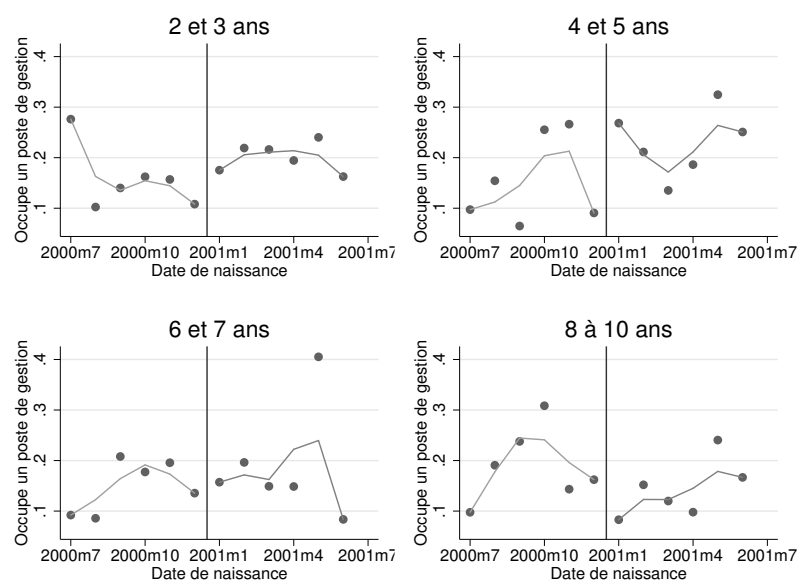 2 et 3 ans
Occupe un poste de gestion
.4
.3
.2
.1
2000m7
2000m10
2001m1
2001m4
2001m7
Date de naissance
4 et 5 ans
Occupe un poste de gestion
.4
.3
.2
.1
2000m7
2000m10
2001m1
2001m4
2001m7
Date de naissance
6 et 7 ans
Occupe un poste de gestion
.4
.3
.2
.1
2000m7
2000m10
2001m1
2001m4
2001m7
Date de naissance
8 à 10 ans
Occupe un poste de gestion
.4
.3
.2
.1
2000m7
2000m10
2001m1
2001m4
2001m7
Date de naissance